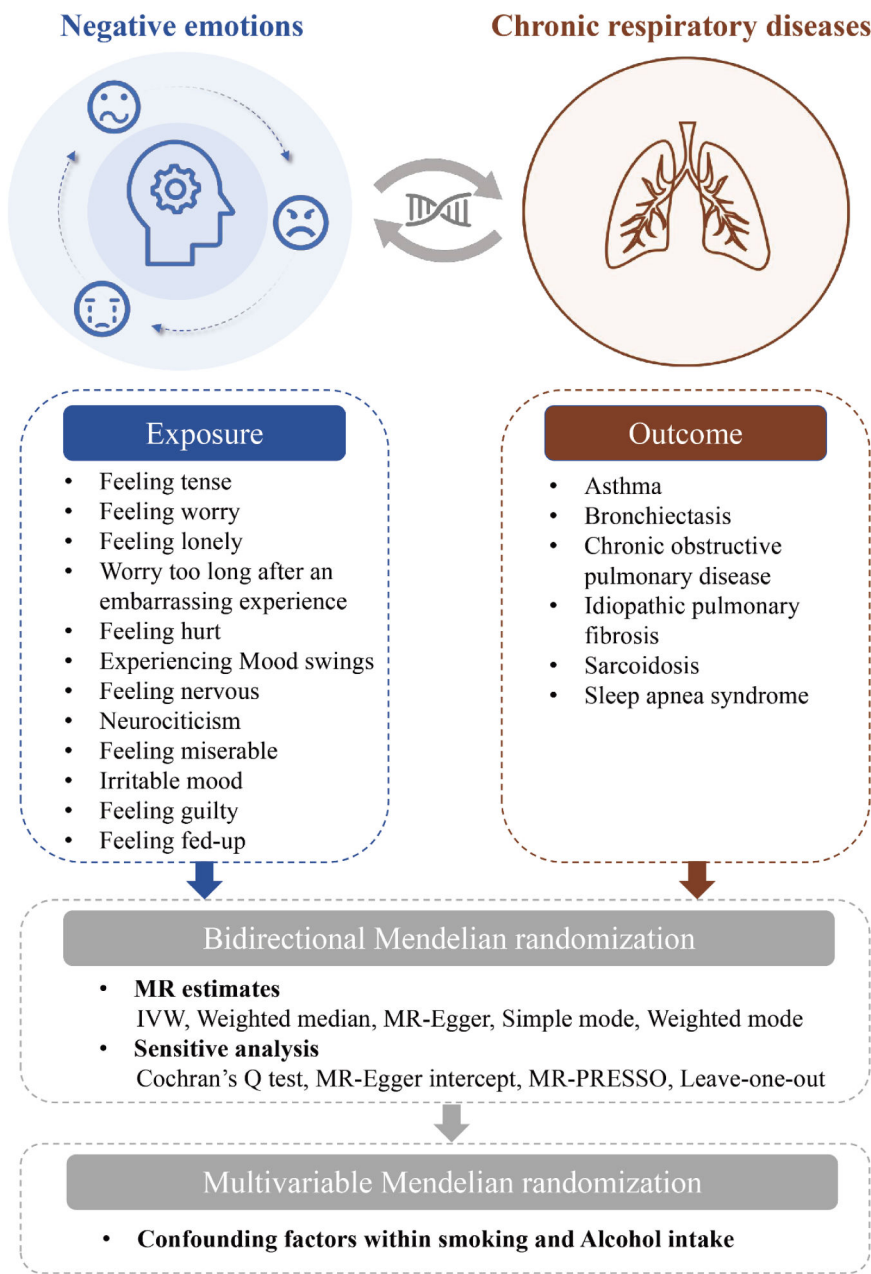 Negative emotions
Chronic respiratory diseases
Exposure
• Feeling tense
• Feeling worry
• Feeling lonely
• Worry too long after an
embarrassing experience
• Feeling hurt
• Experiencing Mood swings
• Feeling nervous
• Neurociticism
• Feeling miserable
• Irritable mood
• Feeling guilty
• Feeling fed-up
Outcome
• Asthma
• Bronchiectasis
• Chronic obstructive
pulmonary disease
• Idiopathic pulmonary
fibrosis
• Sarcoidosis
• Sleep apnea syndrome
Bidirectional Mendelian randomization
• MR estimates
IVW, Weighted median, MR-Egger, Simple mode, Weighted mode
• Sensitive analysis
Cochran’s Q test, MR-Egger intercept, MR-PRESSO, Leave-one-out
Multivariable Mendelian randomization
• Confounding factors within smoking and Alcohol intake